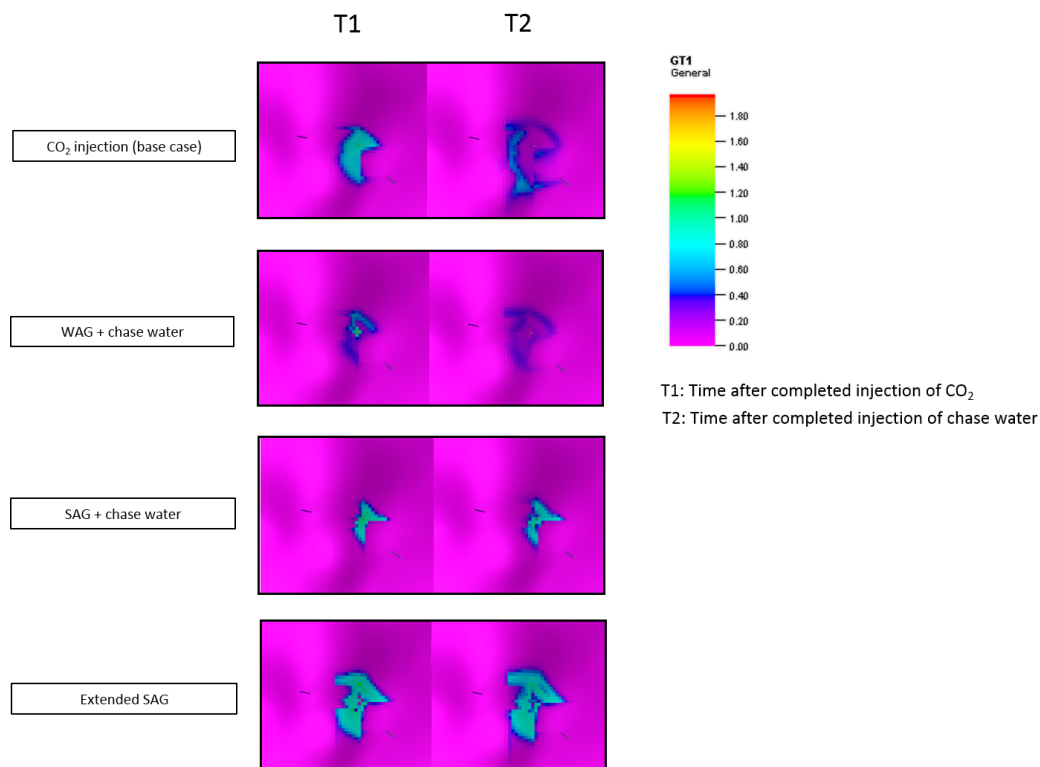 T1 T2
GT1
General
1.80
1.60
1.40
1.20
1.00
0.80
0.60
0.40
0.20
0.00
CO₂ injection (base case)
WAG + chase water
T1: Time after completed injection of CO₂
T2: Time after completed injection of chase water
SAG + chase water
Extended SAG